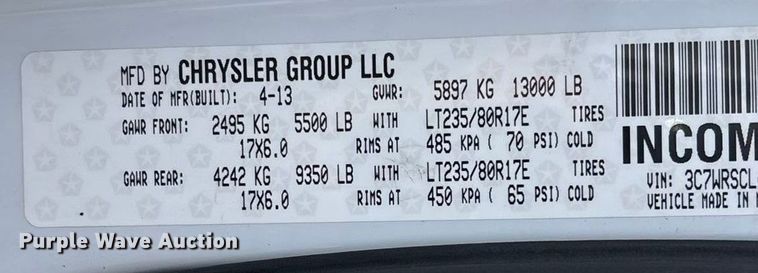 MFD BY CHRYSLER GROUP LLC
DATE OF MFR(BUILT): 4-13 GVWR: 5897 KG 13000 LB
GAWR FRONT: 2495 KG 5500 LB WITH LT235/80R17E TIRES
17X6.0 RIMS AT 485 KPA ( 70 PSI) COLD
GAWR REAR: 4242 KG 9350 LB WITH LT235/80R17E TIRES
17X6.0 RIMS AT 450 KPA ( 65 PSI) COLD
INCOM
VIN: 3C7WRSCL
VEHICLE MADE IN
Purple Wave Auction